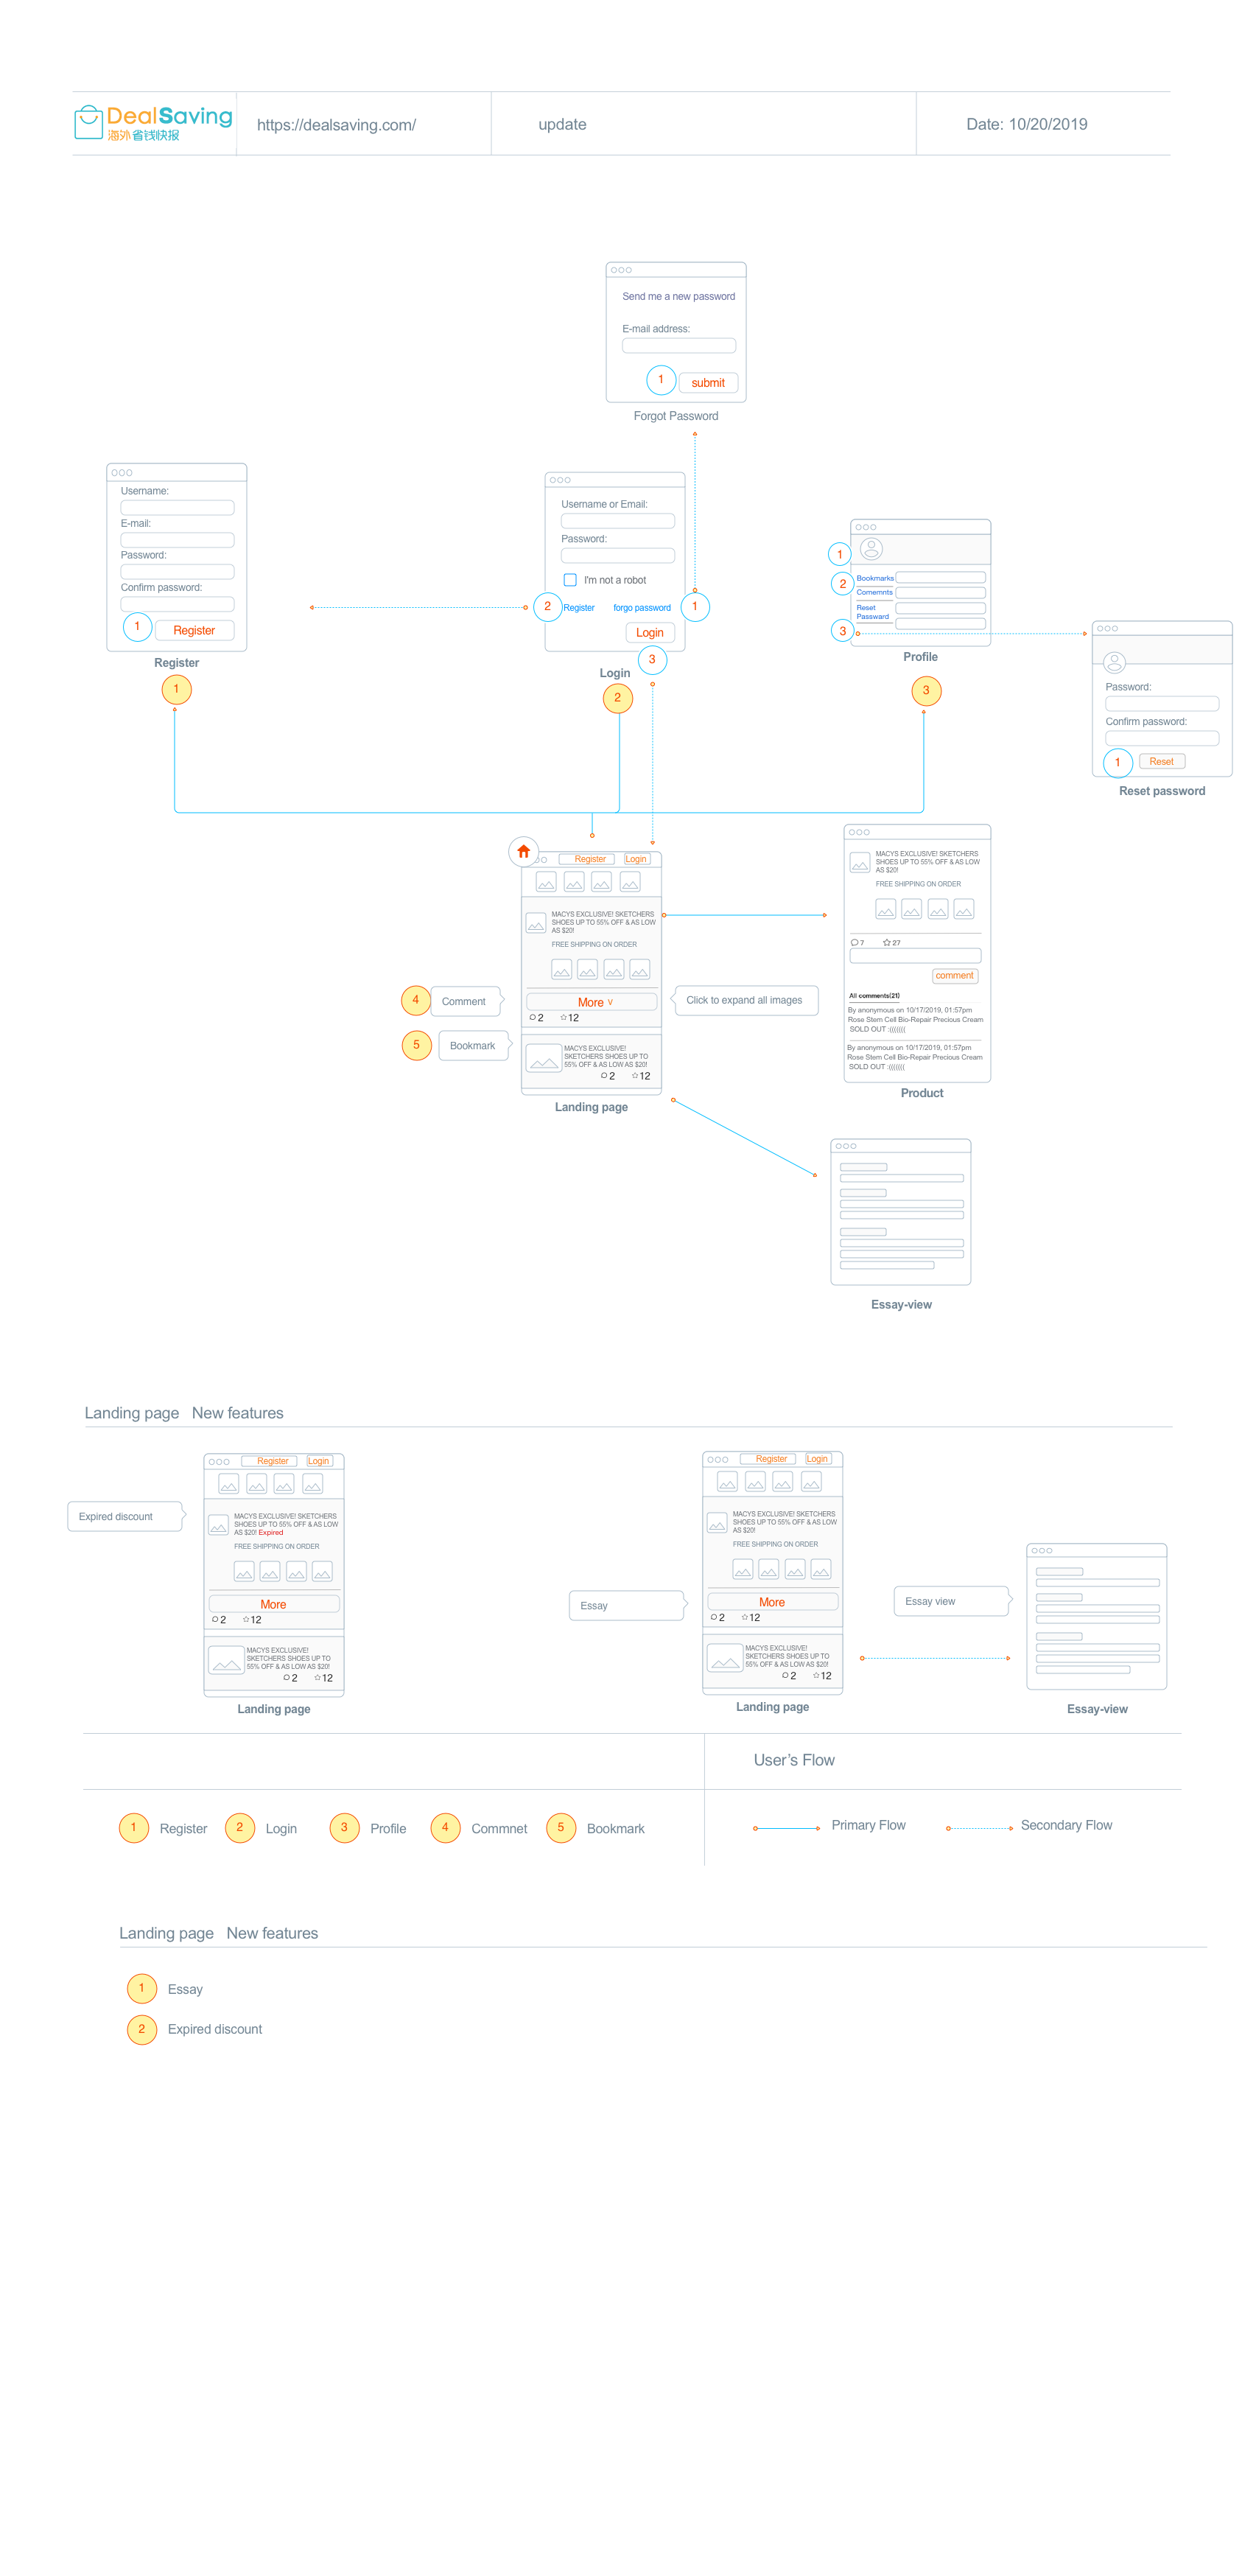 DealSaving
海外省钱快报
https://dealsaving.com/
update
Date: 10/20/2019
Send me a new password
E-mail address:
1
submit
Forgot Password
Username:
E-mail:
Password:
Confirm password:
1
Register
Register
1
Username or Email:
Password:
I'm not a robot
2
Register
forgo password
1
Login
3
Login
2
1
2
Bookmarks
Comemnts
Reset
Passward
3
Profile
3
Password:
Confirm password:
1
Reset
Reset password
Register
Login
MACYS EXCLUSIVE! SKETCHERS
SHOES UP TO 55% OFF & AS LOW
AS $20!
FREE SHIPPING ON ORDER
More v
2
12
MACYS EXCLUSIVE!
SKETCHERS SHOES UP TO
55% OFF & AS LOW AS $20!
2
12
Landing page
4
Comment
5
Bookmark
Click to expand all images
MACYS EXCLUSIVE! SKETCHERS
SHOES UP TO 55% OFF & AS LOW
AS $20!
FREE SHIPPING ON ORDER
7
27
comment
All comments(21)
By anonymous on 10/17/2019, 01:57pm
Rose Stem Cell Bio-Repair Precious Cream
SOLD OUT :(((((((
By anonymous on 10/17/2019, 01:57pm
Rose Stem Cell Bio-Repair Precious Cream
SOLD OUT :(((((((
Product
Essay-view
Landing page New features
Expired discount
Register
Login
MACYS EXCLUSIVE! SKETCHERS
SHOES UP TO 55% OFF & AS LOW
AS $20! Expired
FREE SHIPPING ON ORDER
More
2
12
MACYS EXCLUSIVE!
SKETCHERS SHOES UP TO
55% OFF & AS LOW AS $20!
2
12
Landing page
Essay
Register
Login
MACYS EXCLUSIVE! SKETCHERS
SHOES UP TO 55% OFF & AS LOW
AS $20!
FREE SHIPPING ON ORDER
More
2
12
MACYS EXCLUSIVE!
SKETCHERS SHOES UP TO
55% OFF & AS LOW AS $20!
2
12
Landing page
Essay view
Essay-view
User's Flow
1 Register
2 Login
3 Profile
4 Commnet
5 Bookmark
Primary Flow
Secondary Flow
Landing page New features
1 Essay
2 Expired discount